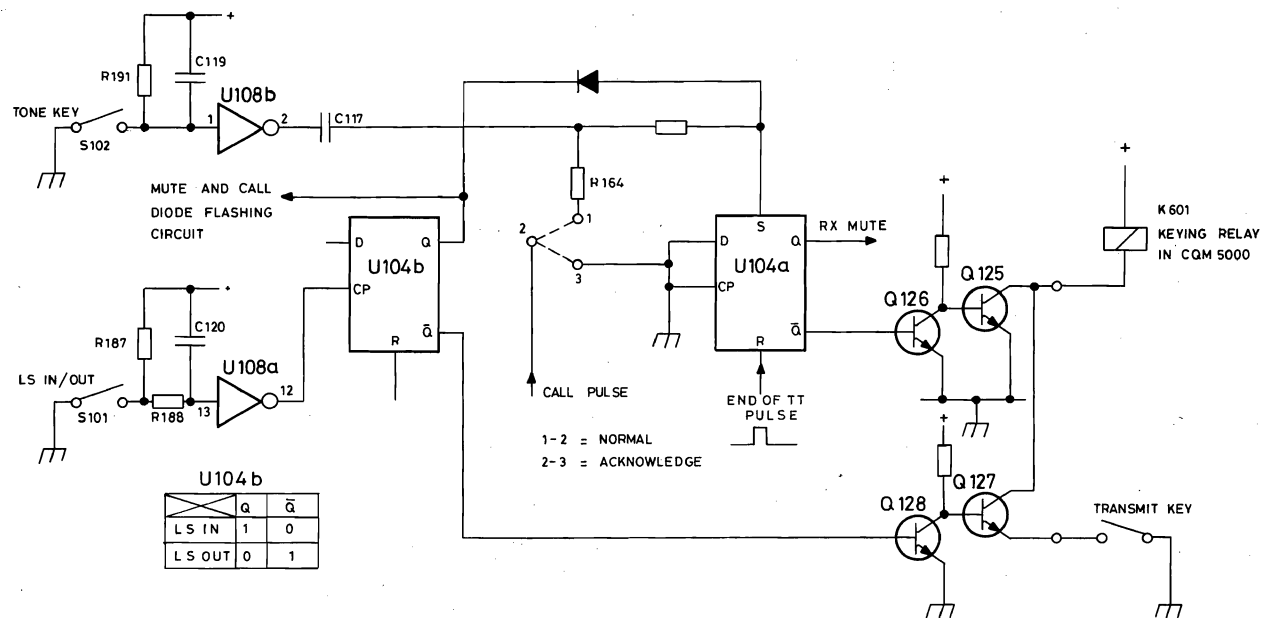 +
R191
C119
U108b
TONE KEY
1
2
C117
S102
MUTE AND CALL
DIODE FLASHING
CIRCUIT
R164
1
2
3
D
Q
U104b
CP
Q̄
R
D
S
Q
U104a
CP
Q̄
R
RX MUTE
+
+
K601
KEYING RELAY
IN CQM 5000
Q125
Q126
+
R187
C120
U108a
LS IN/OUT
12
S101
R188
13
CALL PULSE
END OF TT
PULSE
1-2 = NORMAL
2-3 = ACKNOWLEDGE
+
Q127
Q128
TRANSMIT KEY
U104b
Q Q̄
LS IN 1 0
LS OUT 0 1